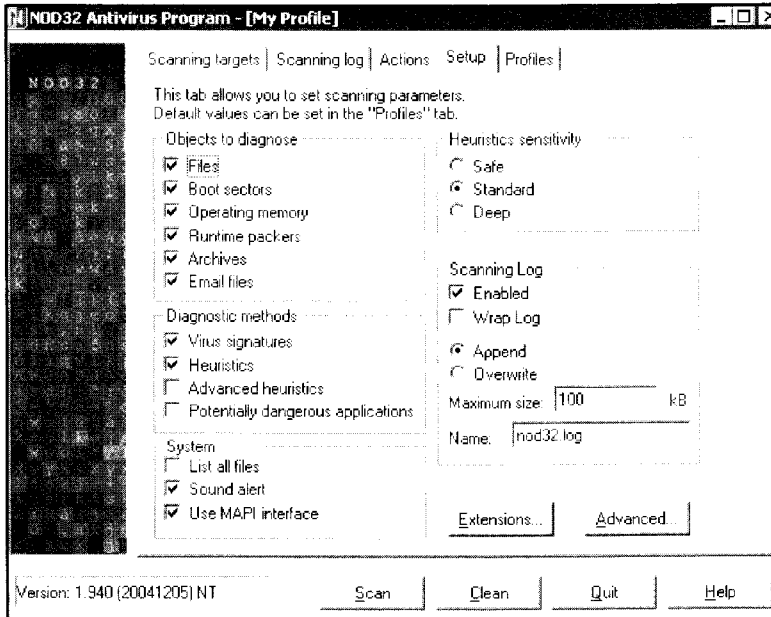 NOD32 Antivirus Program - [My Profile]
NOD32
Scanning targets
Scanning log
Actions
Setup
Profiles
This tab allows you to set scanning parameters.
Default values can be set in the "Profiles" tab.
Objects to diagnose
Files
Boot sectors
Operating memory
Runtime packers
Archives
Email files
Diagnostic methods
Virus signatures
Heuristics
Advanced heuristics
Potentially dangerous applications
System
List all files
Sound alert
Use MAPI interface
Heuristics sensitivity
Safe
Standard
Deep
Scanning Log
Enabled
Wrap Log
Append
Overwrite
Maximum size: 100 kB
Name: nod32.log
Extensions...
Advanced...
Version: 1.940 (20041205) NT
Scan
Clean
Quit
Help